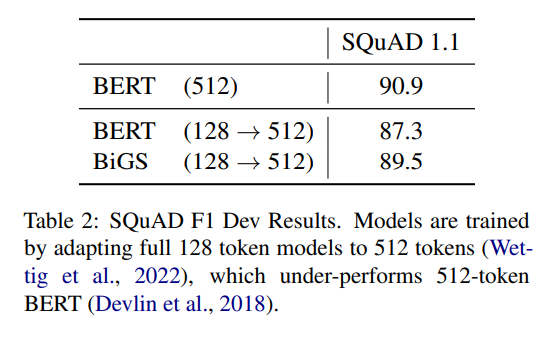 SQuAD 1.1
BERT (512) 90.9
BERT (128 → 512) 87.3
BiGS (128 → 512) 89.5
Table 2: SQuAD F1 Dev Results. Models are trained
by adapting full 128 token models to 512 tokens (Wet-
tig et al., 2022), which under-performs 512-token
BERT (Devlin et al., 2018).